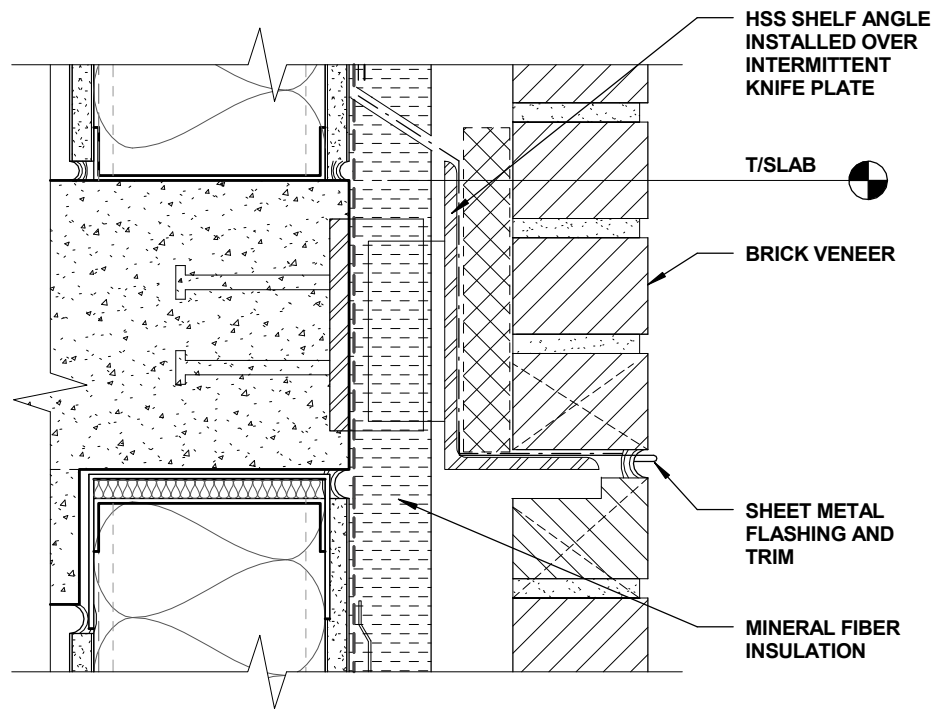 HSS SHELF ANGLE
INSTALLED OVER
INTERMITTENT
KNIFE PLATE
T/SLAB
BRICK VENEER
SHEET METAL
FLASHING AND
TRIM
MINERAL FIBER
INSULATION